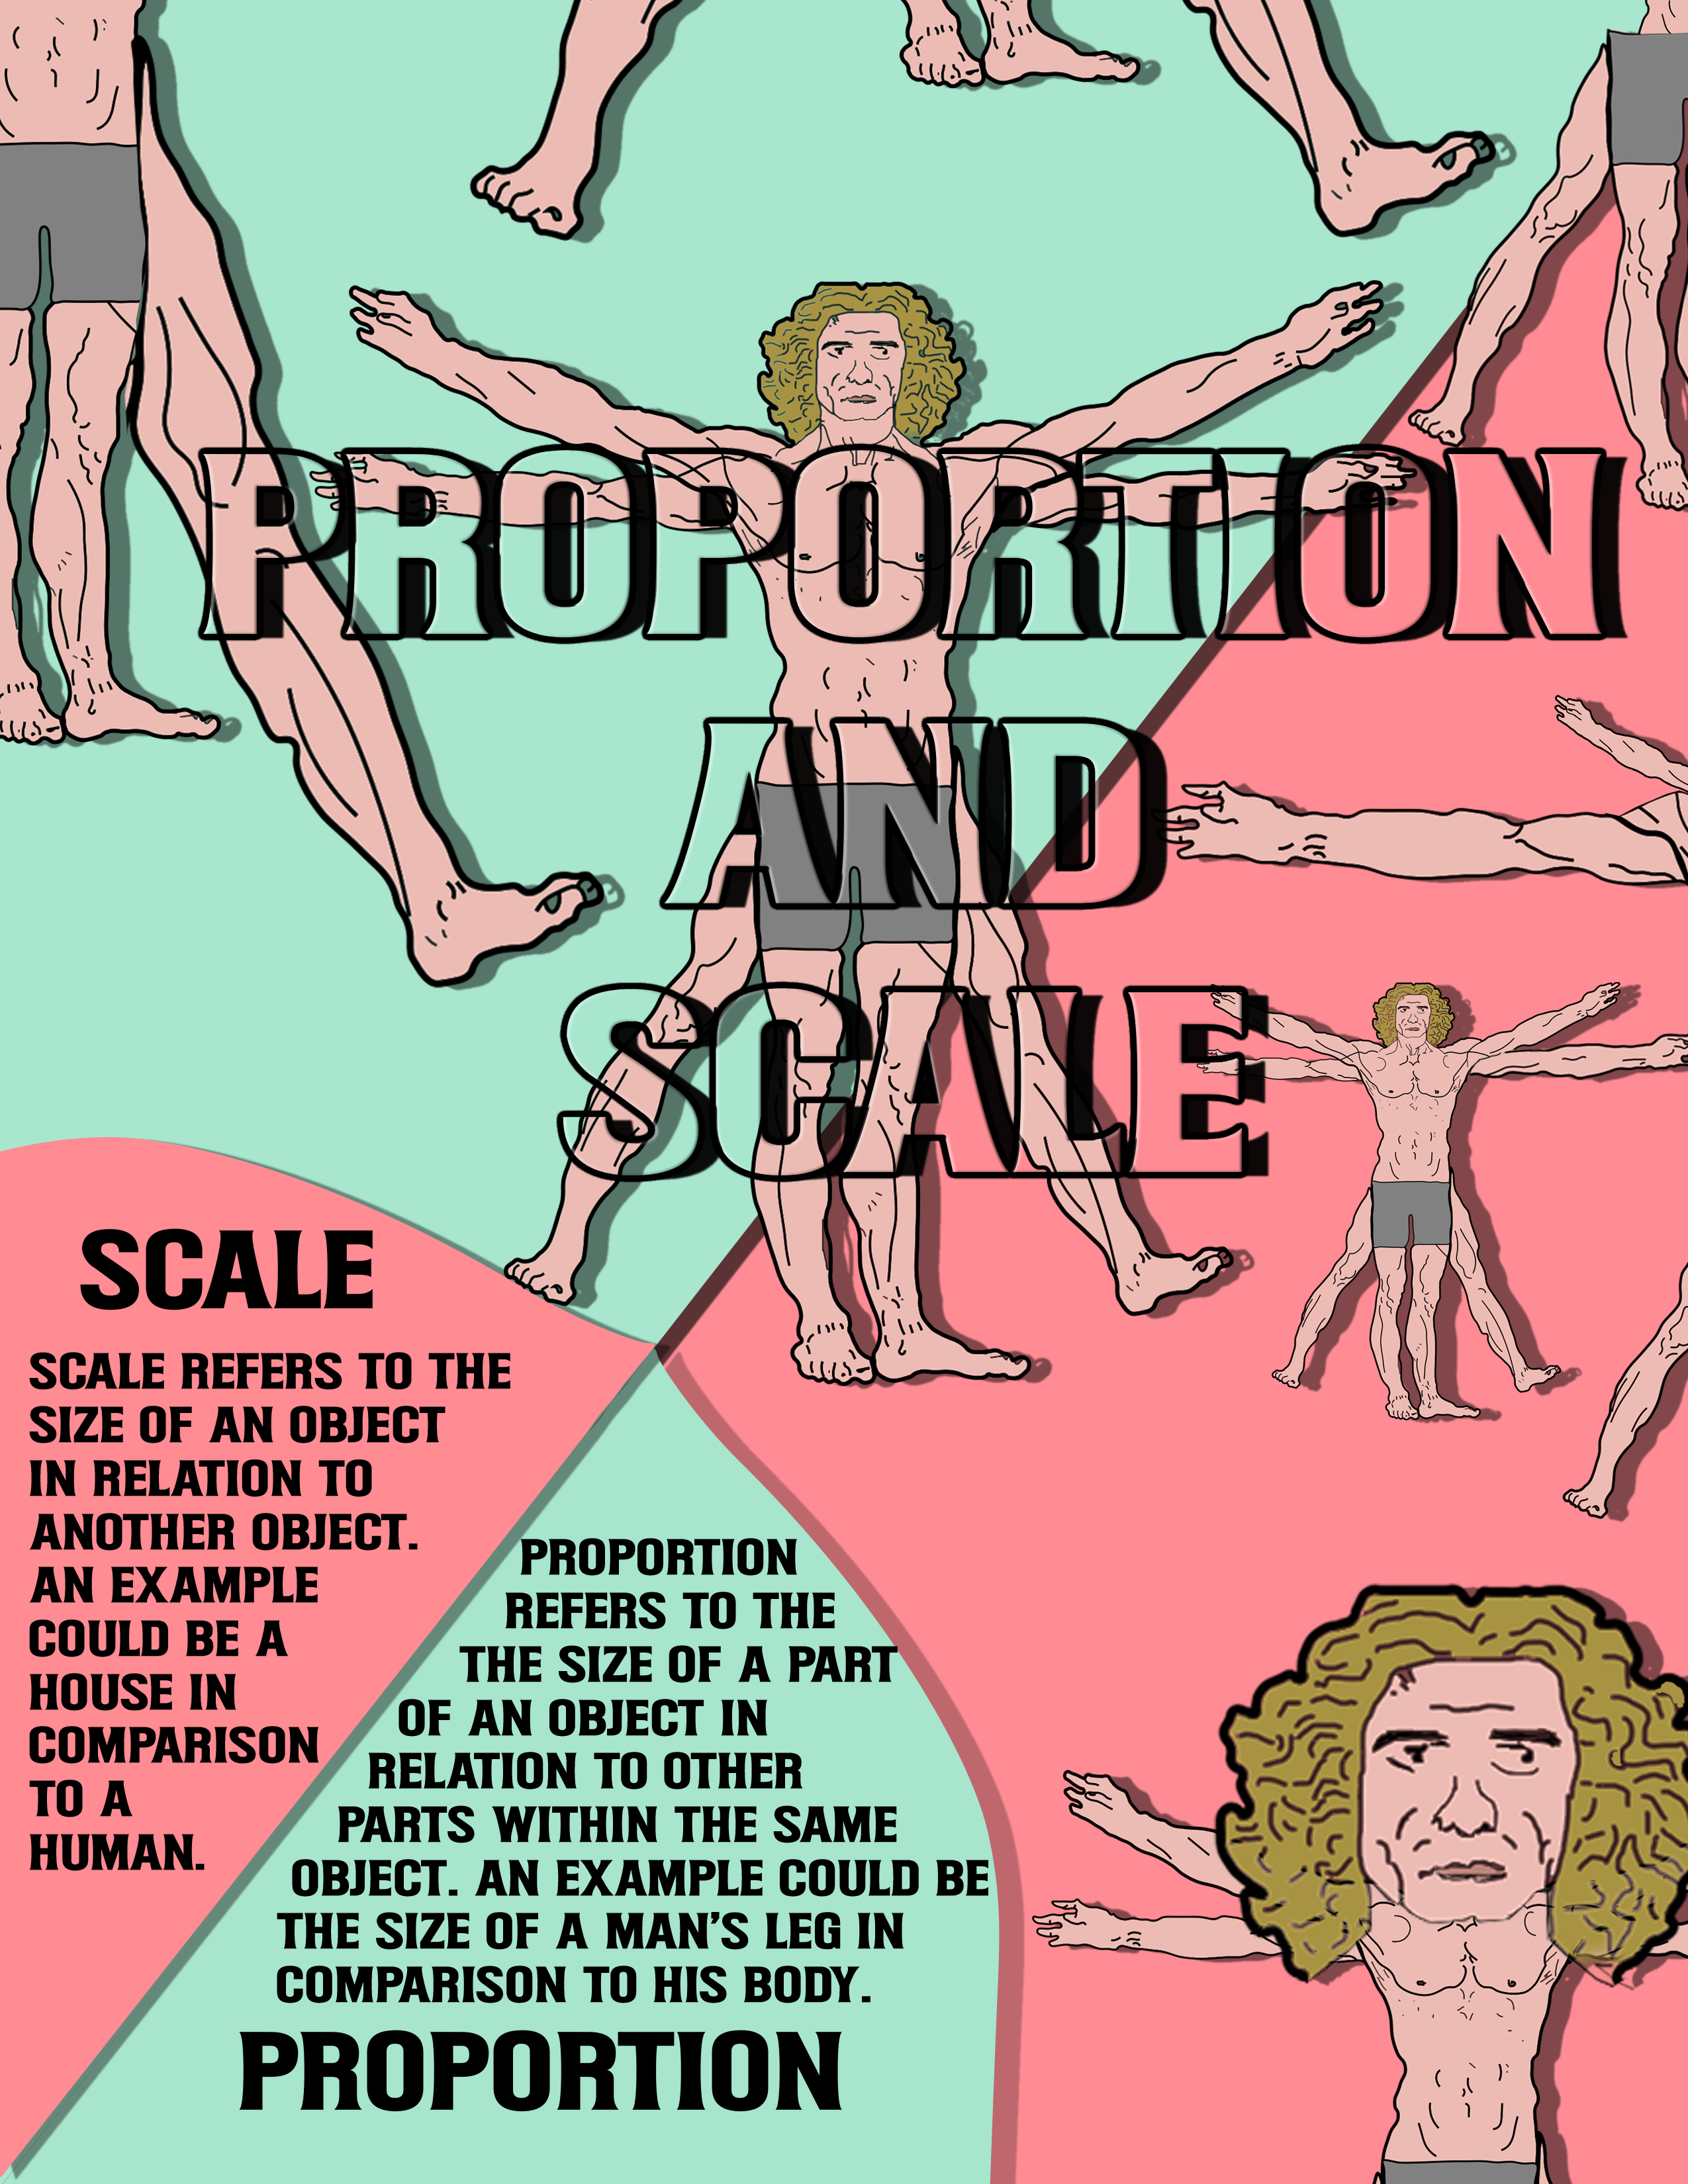 PROPORTION
AND
SCALE
SCALE
SCALE REFERS TO THE
SIZE OF AN OBJECT
IN RELATION TO
ANOTHER OBJECT.
AN EXAMPLE
COULD BE A
HOUSE IN
COMPARISON
TO A
HUMAN.
PROPORTION
REFERS TO THE
THE SIZE OF A PART
OF AN OBJECT IN
RELATION TO OTHER
PARTS WITHIN THE SAME
OBJECT. AN EXAMPLE COULD BE
THE SIZE OF A MAN'S LEG IN
COMPARISON TO HIS BODY.
PROPORTION